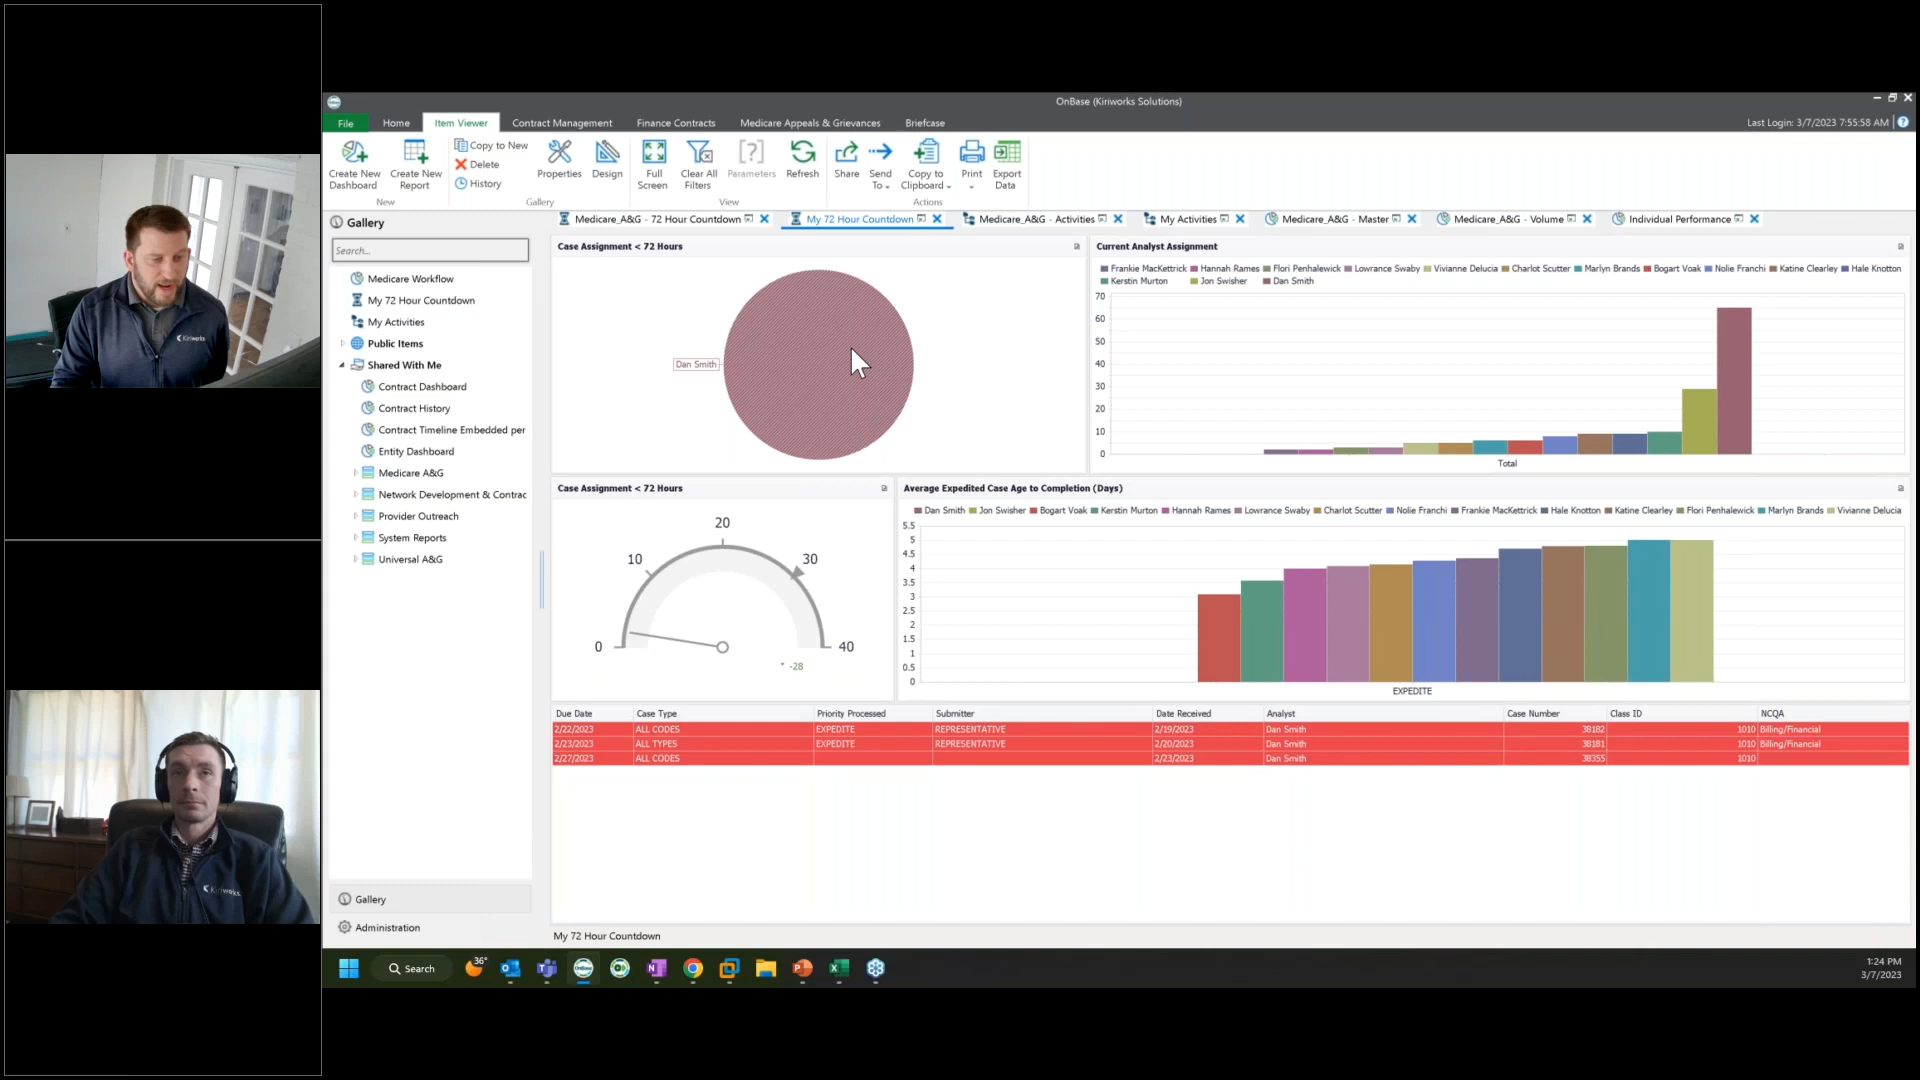 Kiriworks
OnBase (Kiriworks Solutions)
File Home Item Viewer Contract Management Finance Contracts Medicare Appeals & Grievances Briefcase
Last Login: 3/7/2023 7:55:58 AM
Create New Dashboard
Create New Report
New
Copy to New
Delete
History
Properties
Design
Gallery
Full Screen
Clear All Filters
Parameters
Refresh
View
Share
Send To
Copy to Clipboard
Print
Export Data
Actions
Gallery
Search...
Medicare Workflow
My 72 Hour Countdown
My Activities
Public Items
Shared With Me
Contract Dashboard
Contract History
Contract Timeline Embedded per
Entity Dashboard
Medicare A&G
Network Development & Contrac
Provider Outreach
System Reports
Universal A&G
Gallery
Administration
Medicare_A&G - 72 Hour Countdown My 72 Hour Countdown Medicare_A&G - Activities My Activities Medicare_A&G - Master Medicare_A&G - Volume Individual Performance
Case Assignment < 72 Hours
Dan Smith
Current Analyst Assignment
Frankie MacKettrick Hannah Rames Flori Penhalewick Lowrance Swaby Vivianne Delucia Charlot Scutter Marlyn Brands Bogart Voak Nolie Franchi Katine Clearley Hale Knotton
Kerstin Murton Jon Swisher Dan Smith
70
60
50
40
30
20
10
0
Total
Case Assignment < 72 Hours
20
10 30
0 40
-28
Average Expedited Case Age to Completion (Days)
Dan Smith Jon Swisher Bogart Voak Kerstin Murton Hannah Rames Lowrance Swaby Charlot Scutter Nolie Franchi Frankie MacKettrick Hale Knotton Katine Clearley Flori Penhalewick Marlyn Brands Vivianne Delucia
5.5
5
4.5
4
3.5
3
2.5
2
1.5
1
0.5
0
EXPEDITE
Due Date Case Type Priority Processed Submitter Date Received Analyst Case Number Class ID NCQA
2/22/2023 ALL CODES EXPEDITE REPRESENTATIVE 2/19/2023 Dan Smith 38182 1010 Billing/Financial
2/23/2023 ALL TYPES EXPEDITE REPRESENTATIVE 2/20/2023 Dan Smith 38181 1010 Billing/Financial
2/27/2023 ALL CODES 2/23/2023 Dan Smith 38355 1010
My 72 Hour Countdown
Kiriworks
Search
36°
1:24 PM
3/7/2023